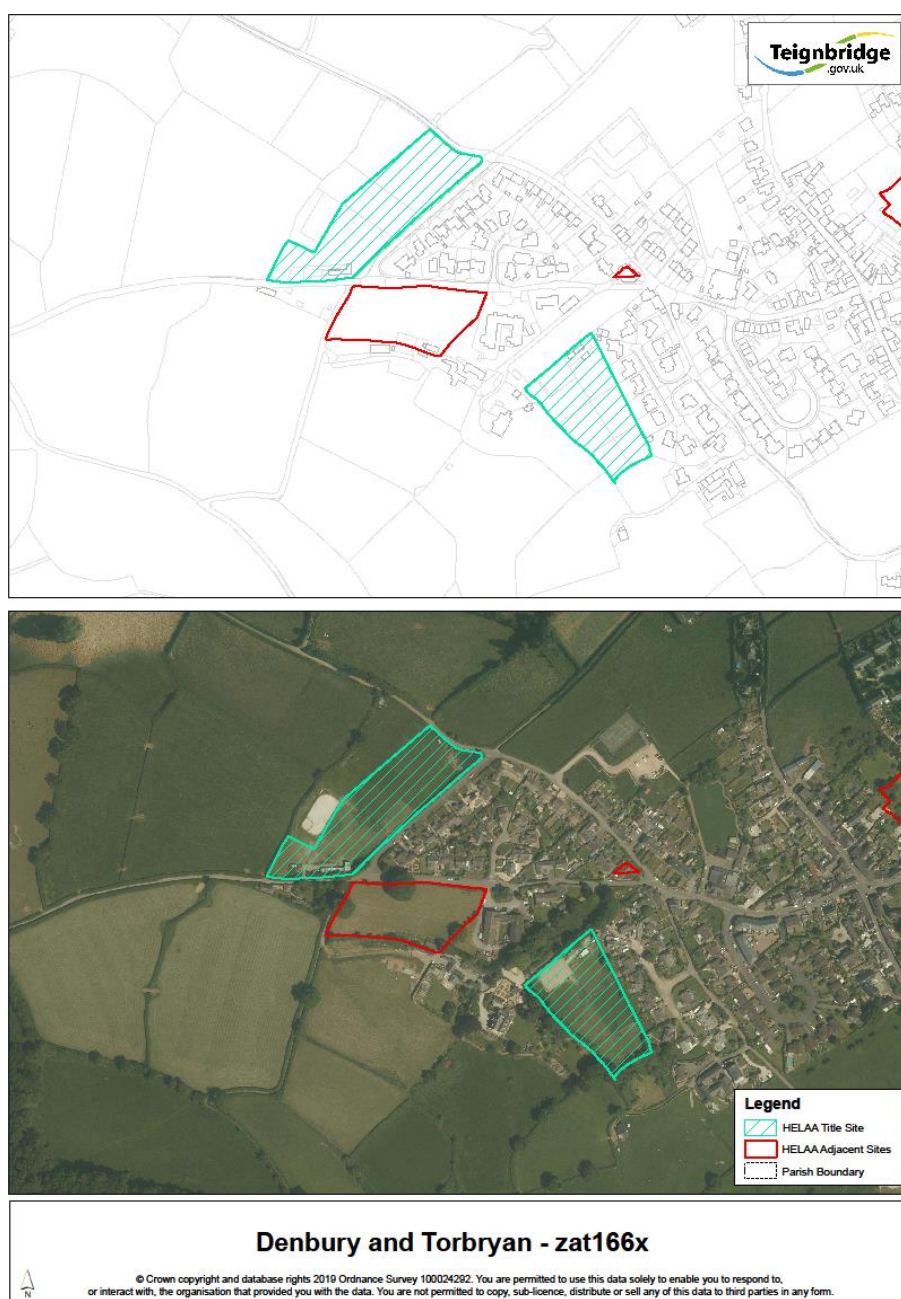 Teignbridge
.gov.uk
Legend
HELAA Title Site
HELAA Adjacent Sites
Parish Boundary
Denbury and Torbryan - zat166x
N
© Crown copyright and database rights 2019 Ordnance Survey 100024292. You are permitted to use this data solely to enable you to respond to,
or interact with, the organisation that provided you with the data. You are not permitted to copy, sub-licence, distribute or sell any of this data to third parties in any form.